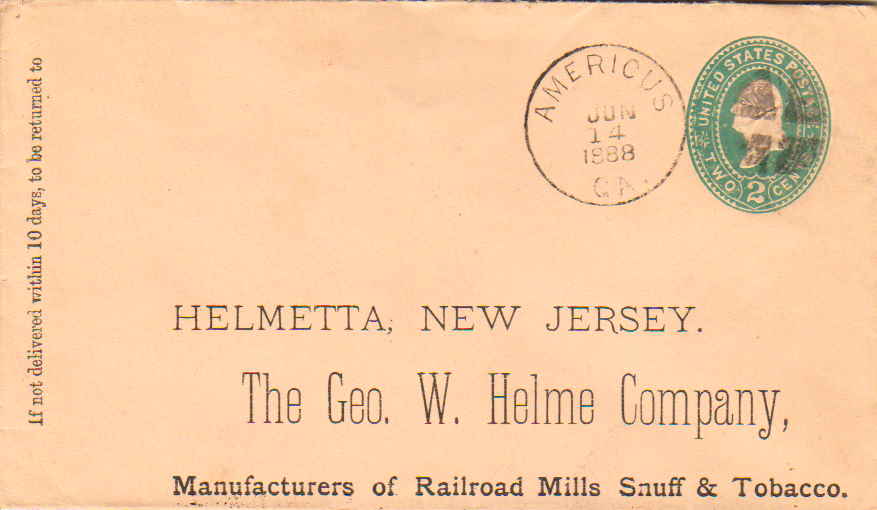 If not delivered within 10 days, to be returned to
AMERICUS
JUN
14
1888
GA.
UNITED STATES POSTAGE
TWO 2 CENTS
HELMETTA, NEW JERSEY.
The Geo. W. Helme Company,
Manufacturers of Railroad Mills Snuff & Tobacco.